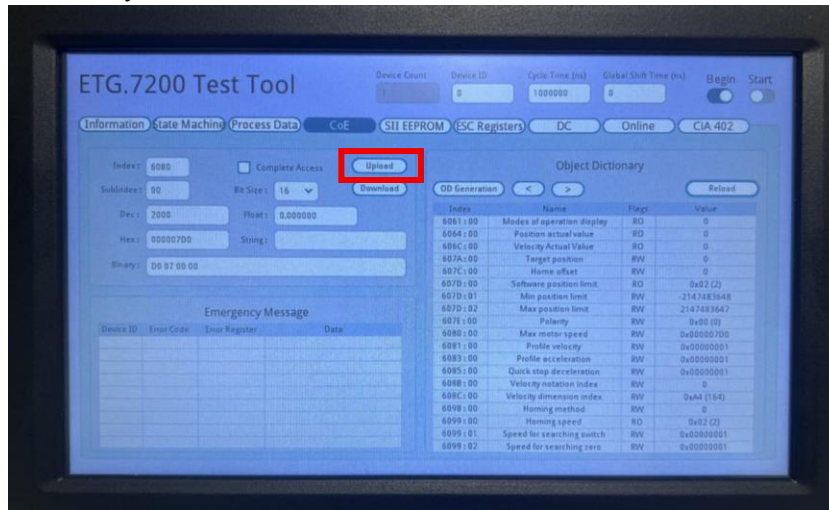 ETG.7200 Test Tool
Device Count Device ID Cycle Time (ns) Global Shift Time (ns) Begin Start
1 0 1000000 0
Information State Machine Process Data CoE SII EEPROM ESC Registers DC Online CiA 402
Index: 6080 Complete Access Upload
SubIndex: 00 Bit Size: 16 Download
Dec: 2000 Float: 0.000000
Hex: 000007D0 String:
Binary: D0 07 00 00
Emergency Message
Device ID Error Code Error Register Data
Object Dictionary
OD Generation < > Reload
Index Name Flags Value
6061:00 Modes of operation display RO 0
6064:00 Position actual value RO 0
606C:00 Velocity Actual Value RO 0
607A:00 Target position RW 0
607C:00 Home offset RW 0
607D:00 Software position limit RO 0x02 (2)
607D:01 Min position limit RW -2147483648
607D:02 Max position limit RW 2147483647
607E:00 Polarity RW 0x00 (0)
6080:00 Max motor speed RW 0x000007D0
6081:00 Profile velocity RW 0x00000001
6083:00 Profile acceleration RW 0x00000001
6085:00 Quick stop deceleration RW 0x00000001
608B:00 Velocity notation index RW 0
608C:00 Velocity dimension index RW 0xA4 (164)
6098:00 Homing method RW 0
6099:00 Homing speed RO 0x02 (2)
6099:01 Speed for searching switch RW 0x00000001
6099:02 Speed for searching zero RW 0x00000001